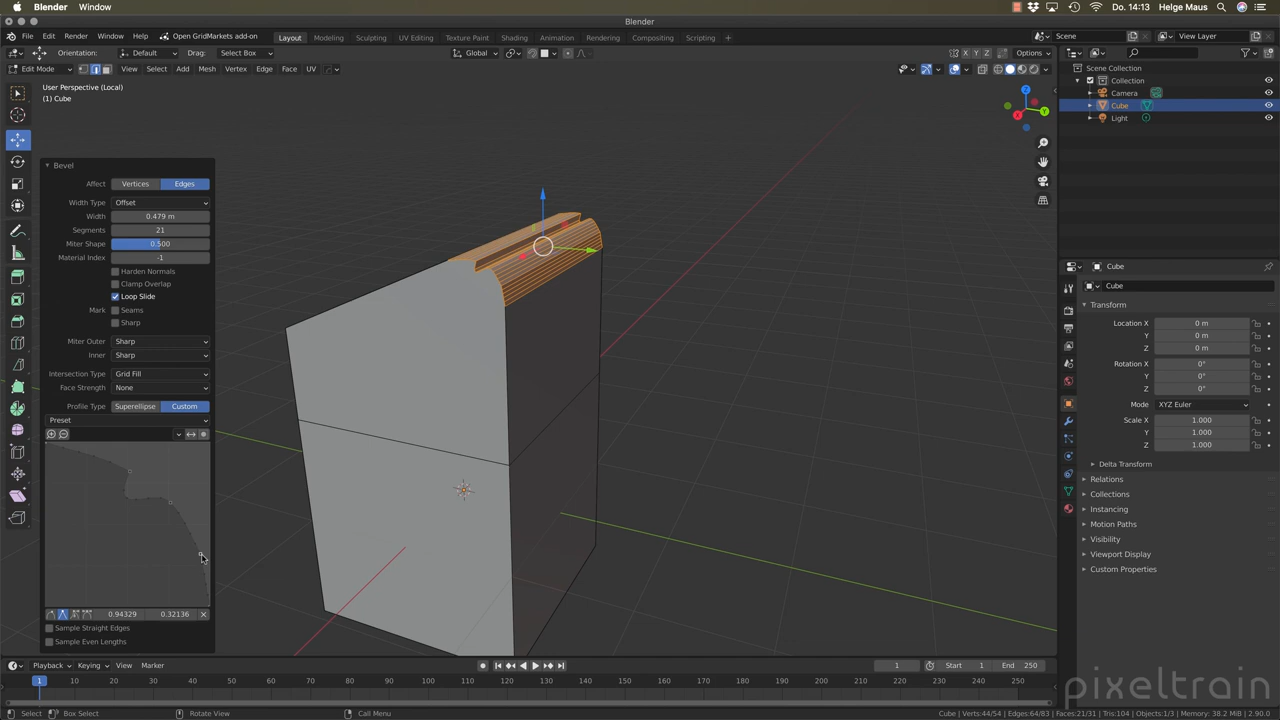 Blender Window Do. 14:13 Helge Maus
Blender
File Edit Render Window Help Open GridMarkets add-on Layout Modeling Sculpting UV Editing Texture Paint Shading Animation Rendering Compositing Scripting Scene View Layer
Orientation: Default Drag: Select Box Global X Y Z Options
Edit Mode View Select Add Mesh Vertex Edge Face UV
User Perspective (Local)
(1) Cube
Scene Collection
Collection
Camera
Cube
Light
Z
Y
X
Bevel
Affect Vertices Edges
Width Type Offset
Width 0.479 m
Segments 21
Miter Shape 0.500
Material Index -1
Harden Normals
Clamp Overlap
Loop Slide
Mark Seams
Sharp
Miter Outer Sharp
Inner Sharp
Intersection Type Grid Fill
Face Strength None
Profile Type Superellipse Custom
Preset
0.94329 0.32136
Sample Straight Edges
Sample Even Lengths
Cube
Cube
Transform
Location X 0 m
Y 0 m
Z 0 m
Rotation X 0°
Y 0°
Z 0°
Mode XYZ Euler
Scale X 1.000
Y 1.000
Z 1.000
Delta Transform
Relations
Collections
Instancing
Motion Paths
Visibility
Viewport Display
Custom Properties
Playback Keying View Marker 1 Start 1 End 250
1 10 20 30 40 50 60 70 80 90 100 110 120 130 140 150 160 170 180 190 200 210 220 230 240 250
pixeltrain
Select Box Select Rotate View Call Menu Cube | Verts:44/54 | Edges:64/83 | Faces:21/31 | Tris:104 | Objects:1/3 | Memory: 38.2 MiB | 2.90.0